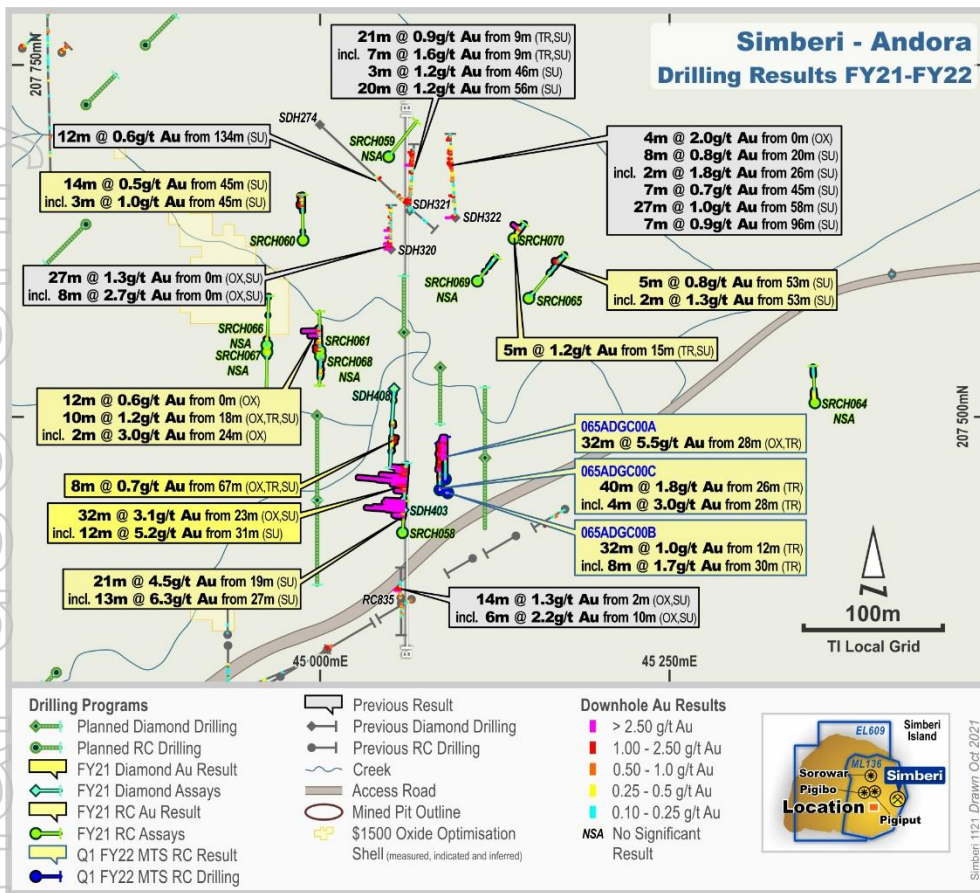 Simberi - Andora
Drilling Results FY21-FY22
207 750mN
21m @ 0.9g/t Au from 9m (TR,SU)
incl. 7m @ 1.6g/t Au from 9m (TR,SU)
3m @ 1.2g/t Au from 46m (SU)
20m @ 1.2g/t Au from 56m (SU)
SDH274
12m @ 0.6g/t Au from 134m (SU)
SRCH059
NSA
4m @ 2.0g/t Au from 0m (OX)
8m @ 0.8g/t Au from 20m (SU)
incl. 2m @ 1.8g/t Au from 26m (SU)
7m @ 0.7g/t Au from 45m (SU)
27m @ 1.0g/t Au from 58m (SU)
7m @ 0.9g/t Au from 96m (SU)
14m @ 0.5g/t Au from 45m (SU)
incl. 3m @ 1.0g/t Au from 45m (SU)
SDH321
SDH322
SRCH060
SDH320
SRCH070
27m @ 1.3g/t Au from 0m (OX,SU)
incl. 8m @ 2.7g/t Au from 0m (OX,SU)
SRCH069
NSA
SRCH065
5m @ 0.8g/t Au from 53m (SU)
incl. 2m @ 1.3g/t Au from 53m (SU)
SRCH066
NSA
SRCH067
NSA
SRCH061
SRCH068
NSA
5m @ 1.2g/t Au from 15m (TR,SU)
12m @ 0.6g/t Au from 0m (OX)
10m @ 1.2g/t Au from 18m (OX,TR,SU)
incl. 2m @ 3.0g/t Au from 24m (OX)
SDH408
SRCH064
NSA
207 500mN
065ADGC00A
32m @ 5.5g/t Au from 28m (OX,TR)
065ADGC00C
40m @ 1.8g/t Au from 26m (TR)
incl. 4m @ 3.0g/t Au from 28m (TR)
8m @ 0.7g/t Au from 67m (OX,TR,SU)
32m @ 3.1g/t Au from 23m (OX,SU)
incl. 12m @ 5.2g/t Au from 31m (SU)
SDH403
SRCH058
065ADGC00B
32m @ 1.0g/t Au from 12m (TR)
incl. 8m @ 1.7g/t Au from 30m (TR)
21m @ 4.5g/t Au from 19m (SU)
incl. 13m @ 6.3g/t Au from 27m (SU)
RC835
14m @ 1.3g/t Au from 2m (OX,SU)
incl. 6m @ 2.2g/t Au from 10m (OX,SU)
N
100m
TI Local Grid
45 000mE
45 250mE
Drilling Programs
Planned Diamond Drilling
Planned RC Drilling
FY21 Diamond Au Result
FY21 Diamond Assays
FY21 RC Au Result
FY21 RC Assays
Q1 FY22 MTS RC Result
Q1 FY22 MTS RC Drilling
Previous Result
Previous Diamond Drilling
Previous RC Drilling
Creek
Access Road
Mined Pit Outline
$1500 Oxide Optimisation
Shell (measured, indicated and inferred)
Downhole Au Results
> 2.50 g/t Au
1.00 - 2.50 g/t Au
0.50 - 1.0 g/t Au
0.25 - 0.5 g/t Au
0.10 - 0.25 g/t Au
NSA No Significant
Result
Simberi
Island
EL609
ML136
Sorowar
Simberi
Pigibo
Location
Pigiput
Simberi 1121 Drawn Oct 2021